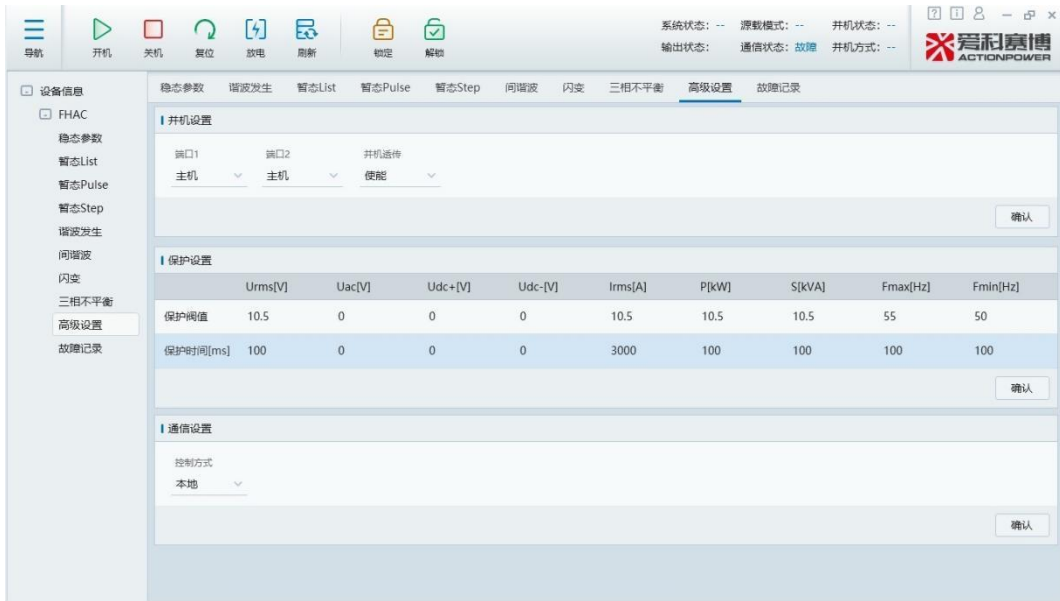 导航 开机 关机 复位 放电 刷新 锁定 解锁
系统状态: -- 源载模式: -- 并机状态: --
输出状态: 通信状态: 故障 并机方式: --
爱科赛博
ACTIONPOWER
设备信息
FHAC
稳态参数
暂态List
暂态Pulse
暂态Step
谐波发生
间谐波
闪变
三相不平衡
高级设置
故障记录
稳态参数 谐波发生 暂态List 暂态Pulse 暂态Step 间谐波 闪变 三相不平衡 高级设置 故障记录
并机设置
端口1 端口2 并机透传
主机 主机 使能
确认
保护设置
Urms[V] Uac[V] Udc+[V] Udc-[V] Irms[A] P[kW] S[kVA] Fmax[Hz] Fmin[Hz]
保护阀值 10.5 0 0 0 10.5 10.5 10.5 55 50
保护时间[ms] 100 0 0 0 3000 100 100 100 100
确认
通信设置
控制方式
本地
确认